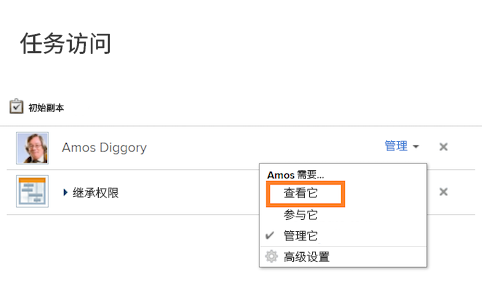 任务访问
初始副本
Amos Diggory 管理
Amos 需要...
查看它
继承权限
参与它
管理它
高级设置